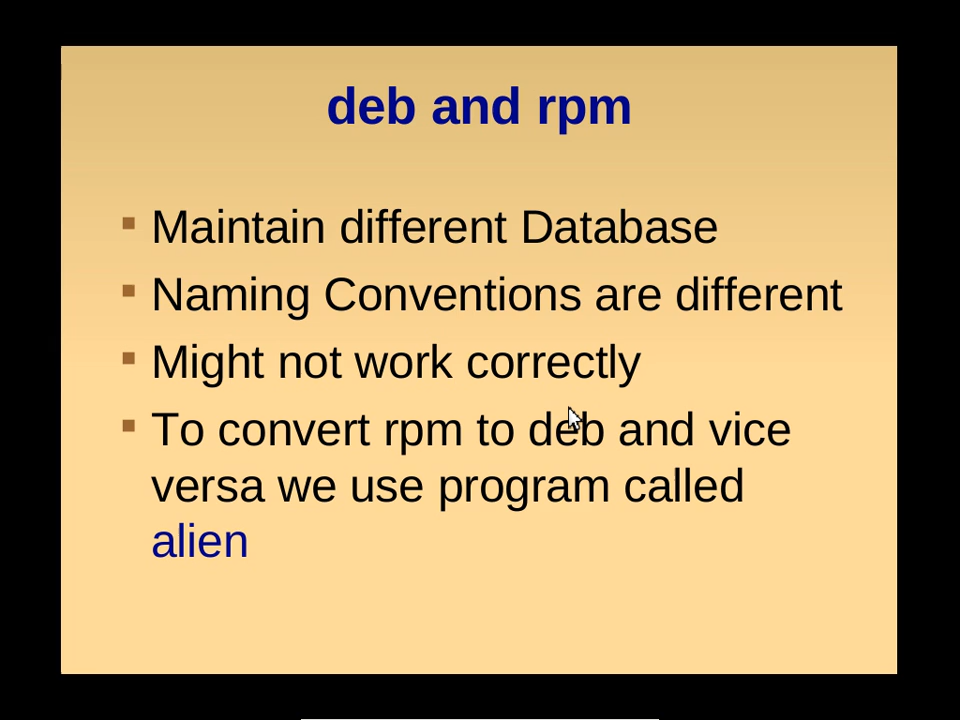 deb and rpm
Maintain different Database
Naming Conventions are different
Might not work correctly
To convert rpm to deb and vice
versa we use program called
alien